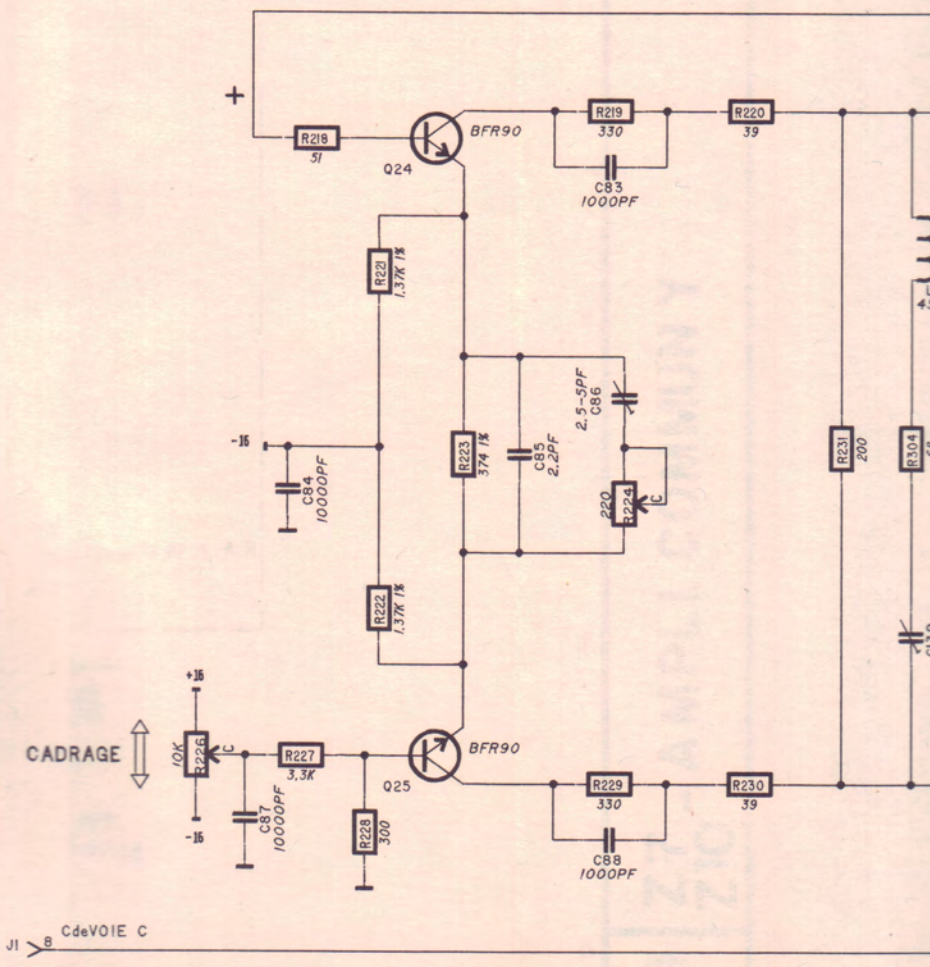 +
R218
51
Q24
BFR90
R219
330
C83
1000PF
R220
39
R221
1,37K 1%
-16
C84
10000PF
R223
374 1%
C85
2.2PF
2.5-5PF
C86
220
R224
C
R231
200
R304
R222
1,37K 1%
+16
CADRAGE
10K
R226
C
-16
C87
10000PF
R227
3,3K
R228
300
Q25
BFR90
R229
330
C88
1000PF
R230
39
J1
8
CdeVOIE C